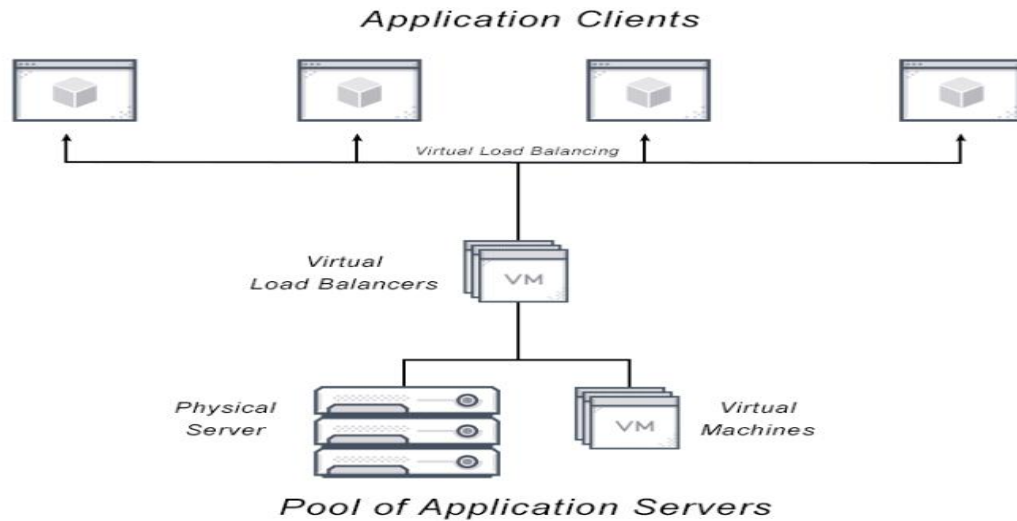 Application Clients
Virtual Load Balancing
Virtual
Load Balancers
VM
Physical
Server
VM
Virtual
Machines
Pool of Application Servers